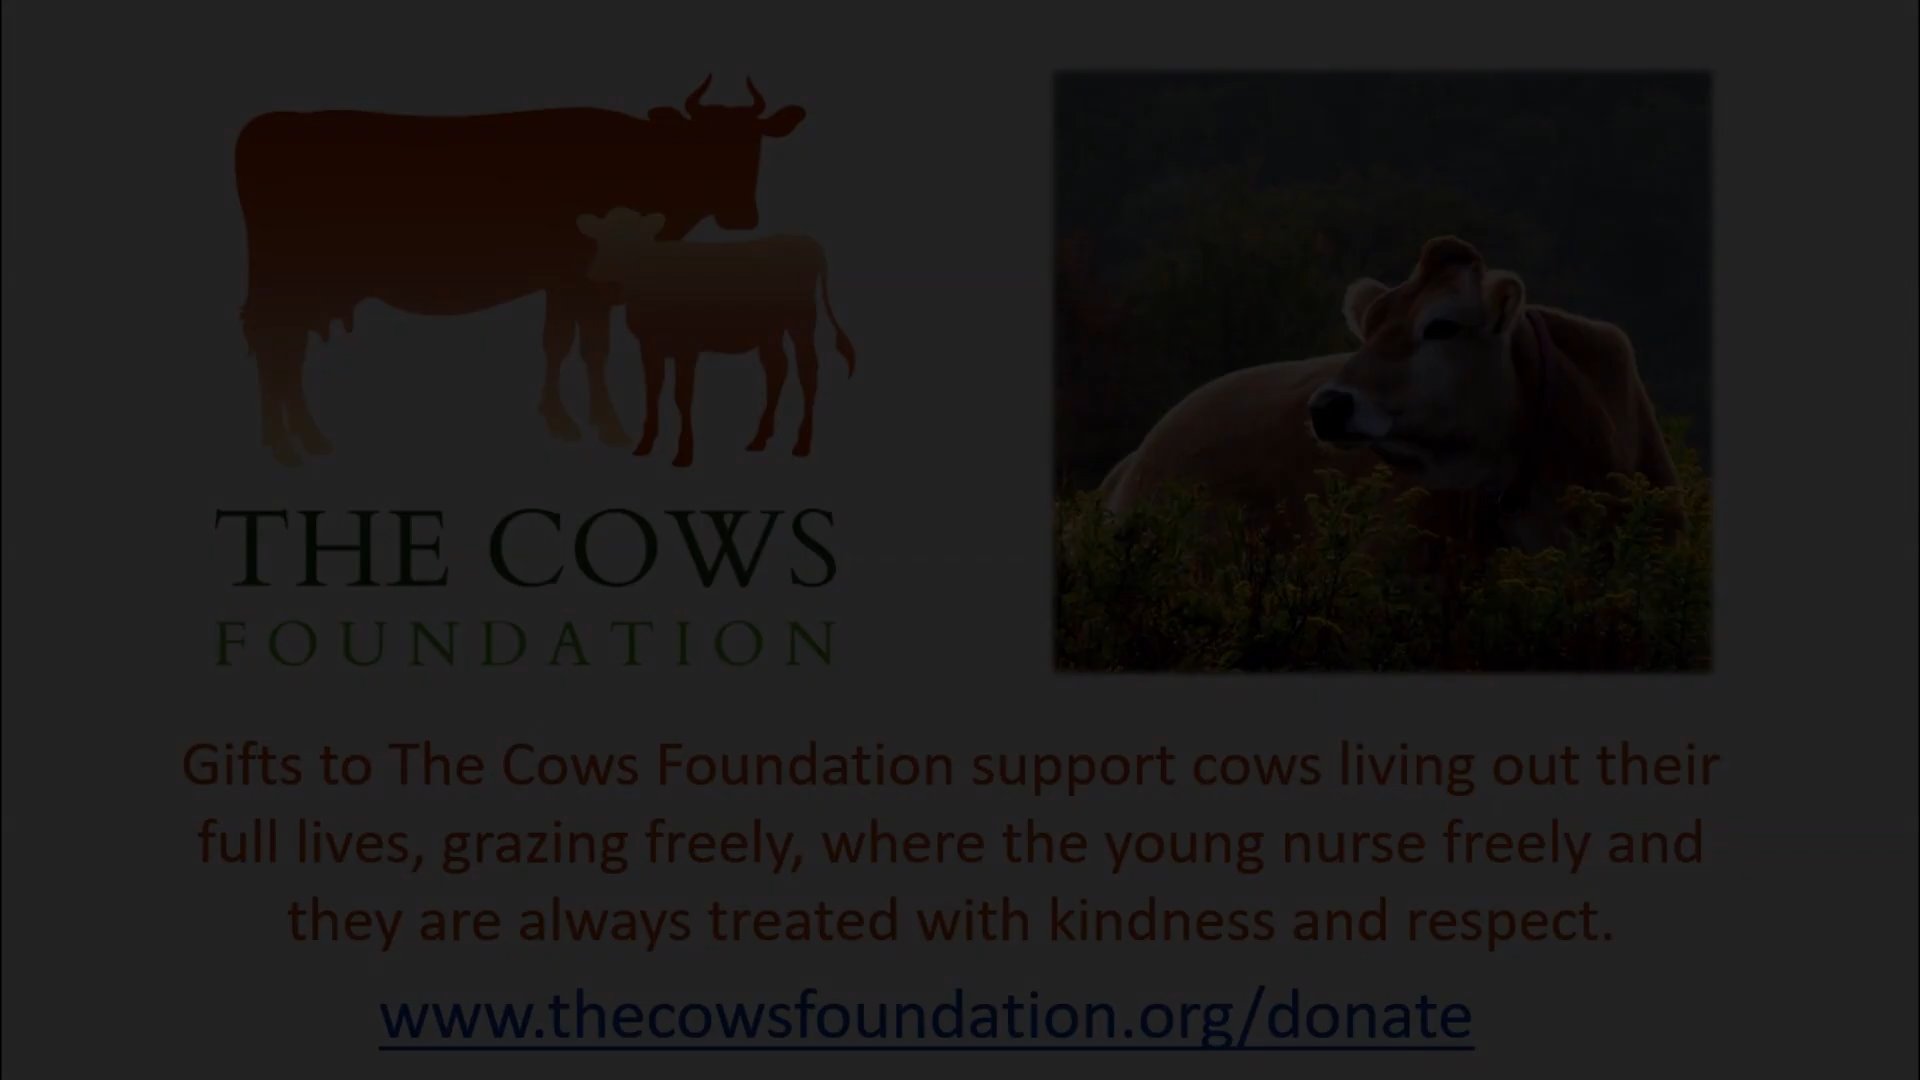 THE COWS
FOUNDATION
Gifts to The Cows Foundation support cows living out their
full lives, grazing freely, where the young nurse freely and
they are always treated with kindness and respect.
www.thecowsfoundation.org/donate